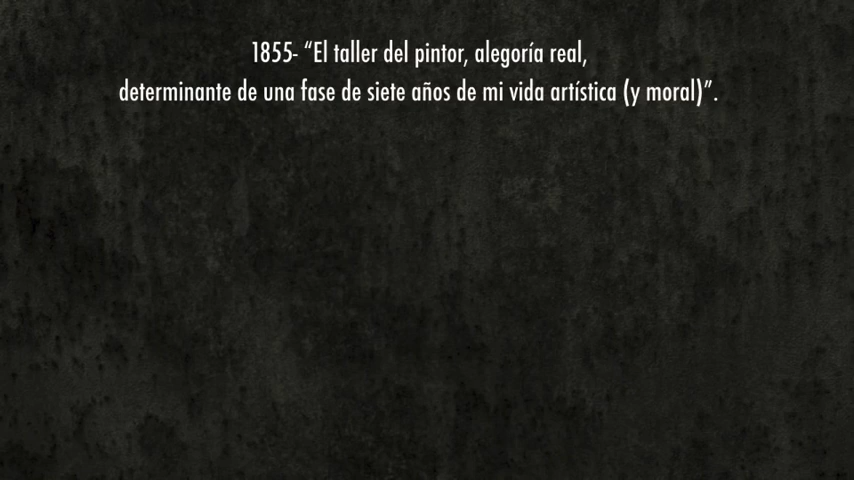 1855- “El taller del pintor, alegoría real,
determinante de una fase de siete años de mi vida artística (y moral)”.